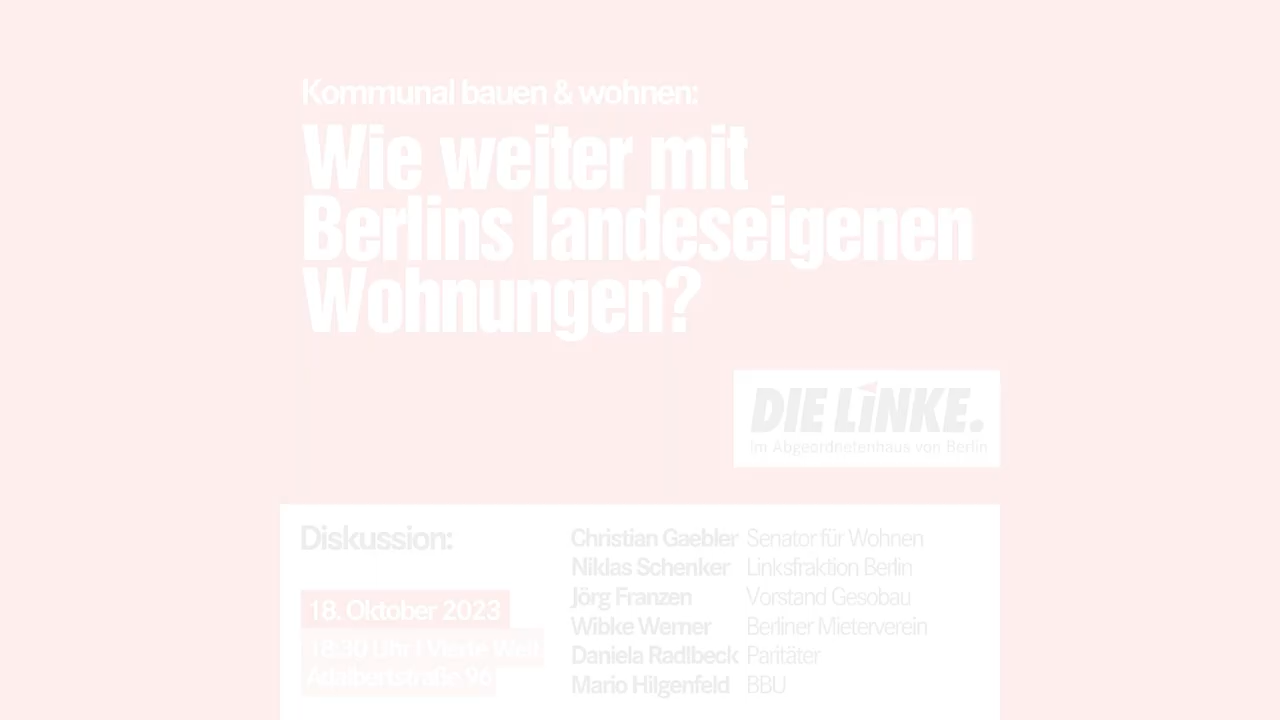 Kommunal bauen & wohnen:
Wie weiter mit
Berlins landeseigenen
Wohnungen?
DIE LINKE.
Im Abgeordnetenhaus von Berlin
Diskussion:
18. Oktober 2023
18:30 Uhr I Vierte Welt
Adalbertstraße 96
Christian Gaebler Senator für Wohnen
Niklas Schenker Linksfraktion Berlin
Jörg Franzen Vorstand Gesobau
Wibke Werner Berliner Mieterverein
Daniela Radlbeck Paritäter
Mario Hilgenfeld BBU